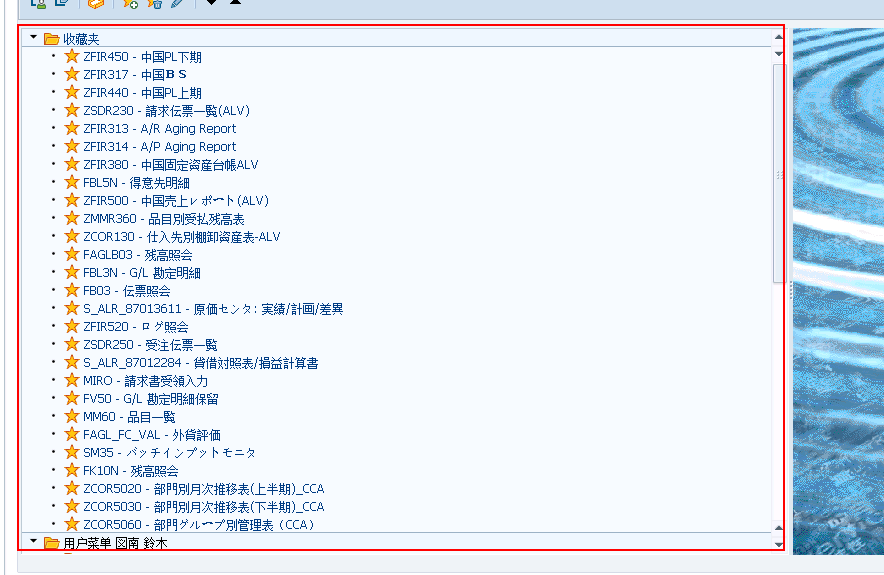 收藏夹
ZFIR450 - 中国PL下期
ZFIR317 - 中国ＢＳ
ZFIR440 - 中国PL上期
ZSDR230 - 請求伝票一覧(ALV)
ZFIR313 - A/R Aging Report
ZFIR314 - A/P Aging Report
ZFIR380 - 中国固定資産台帳ALV
FBL5N - 得意先明細
ZFIR500 - 中国売上レポート(ALV)
ZMMR360 - 品目別受払残高表
ZCOR130 - 仕入先別棚卸資産表-ALV
FAGLB03 - 残高照会
FBL3N - G/L 勘定明細
FB03 - 伝票照会
S_ALR_87013611 - 原価センタ: 実績/計画/差異
ZFIR520 - ログ照会
ZSDR250 - 受注伝票一覧
S_ALR_87012284 - 貸借対照表/損益計算書
MIRO - 請求書受領入力
FV50 - G/L 勘定明細保留
MM60 - 品目一覧
FAGL_FC_VAL - 外貨評価
SM35 - バッチインプットモニタ
FK10N - 残高照会
ZCOR5020 - 部門別月次推移表(上半期)_CCA
ZCOR5030 - 部門別月次推移表(下半期)_CCA
ZCOR5060 - 部門グループ別管理表（CCA）
用户菜单 図南 鈴木